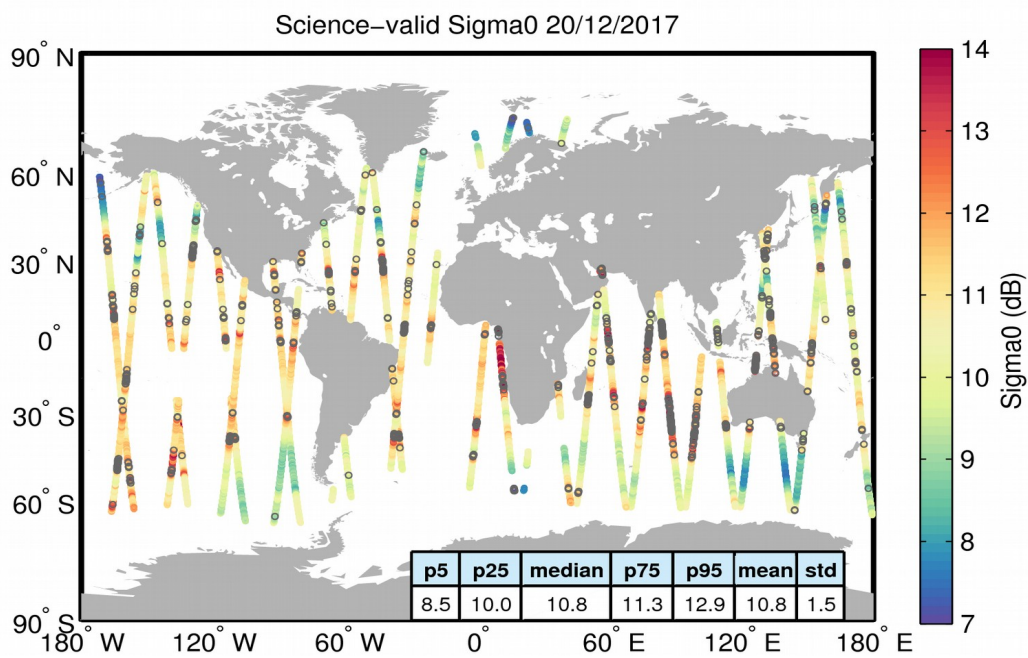 Science−valid Sigma0 20/12/2017
90° N
60° N
30° N
0°
30° S
60° S
90° S
180° W
120° W
60° W
0°
60° E
120° E
180° E
p5 p25 median p75 p95 mean std
8.5 10.0 10.8 11.3 12.9 10.8 1.5
14
13
12
11
10
9
8
7
Sigma0 (dB)